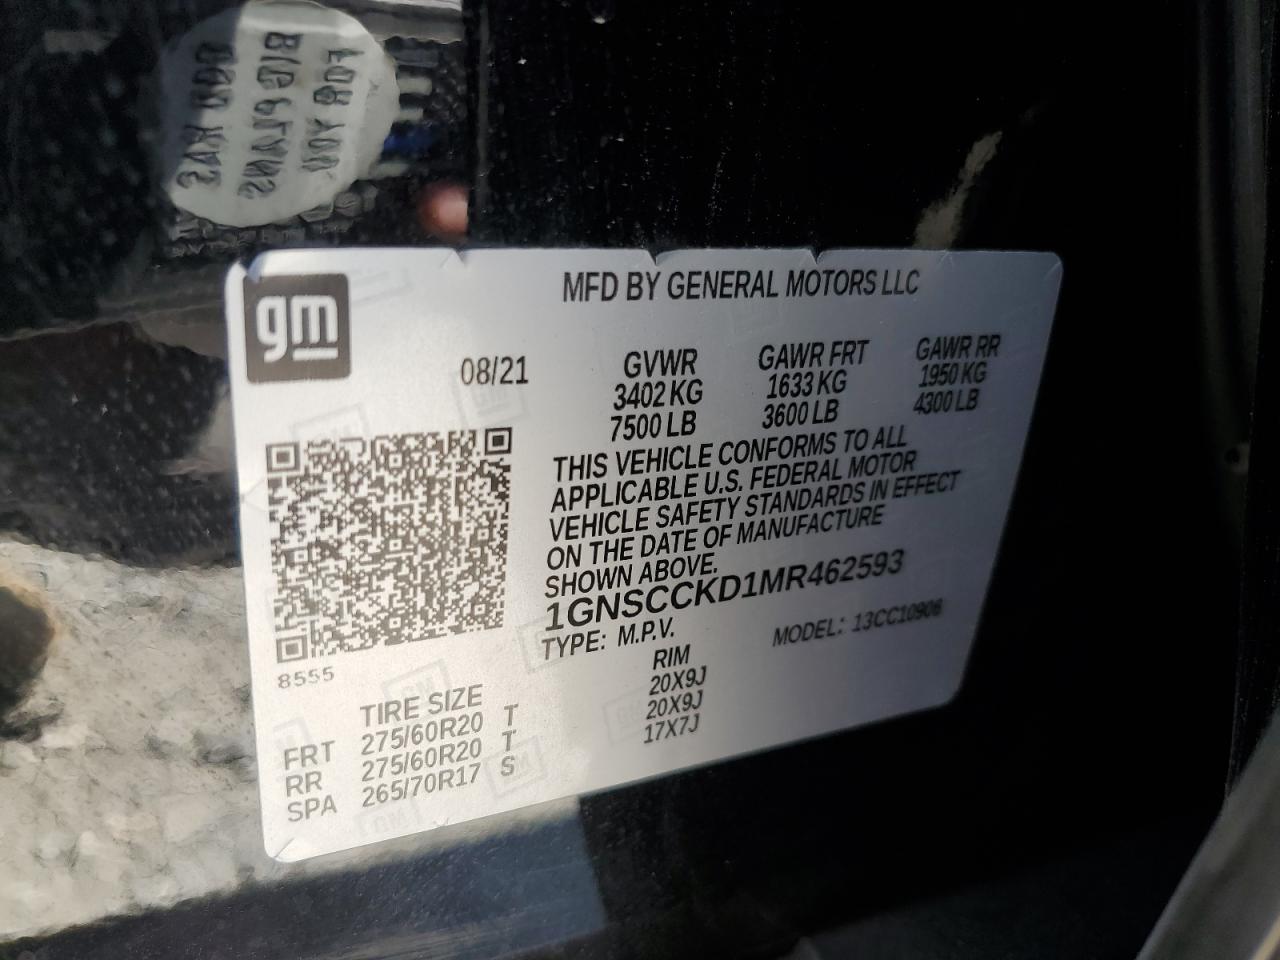 gm
MFD BY GENERAL MOTORS LLC
08/21
GVWR GAWR FRT GAWR RR
3402 KG 1633 KG 1950 KG
7500 LB 3600 LB 4300 LB
THIS VEHICLE CONFORMS TO ALL
APPLICABLE U.S. FEDERAL MOTOR
VEHICLE SAFETY STANDARDS IN EFFECT
ON THE DATE OF MANUFACTURE
SHOWN ABOVE.
1GNSCCKD1MR462593
TYPE: M.P.V. MODEL: 13CC10906
8555
TIRE SIZE RIM
FRT 275/60R20 T 20X9J
RR 275/60R20 T 20X9J
SPA 265/70R17 S 17X7J